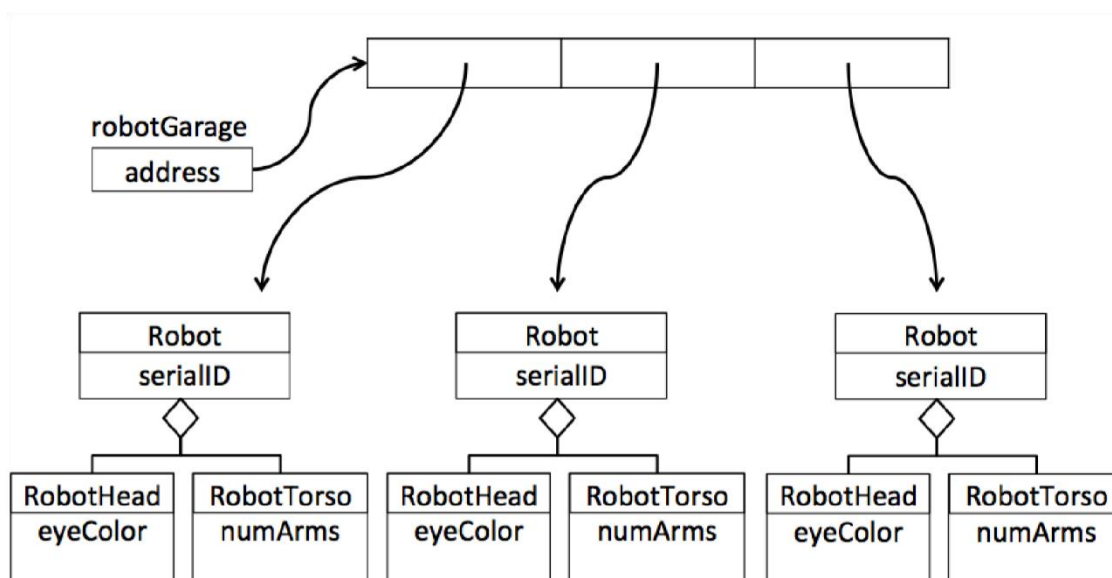 robotGarage
address
Robot
serialID
Robot
serialID
Robot
serialID
RobotHead
eyeColor
RobotTorso
numArms
RobotHead
eyeColor
RobotTorso
numArms
RobotHead
eyeColor
RobotTorso
numArms